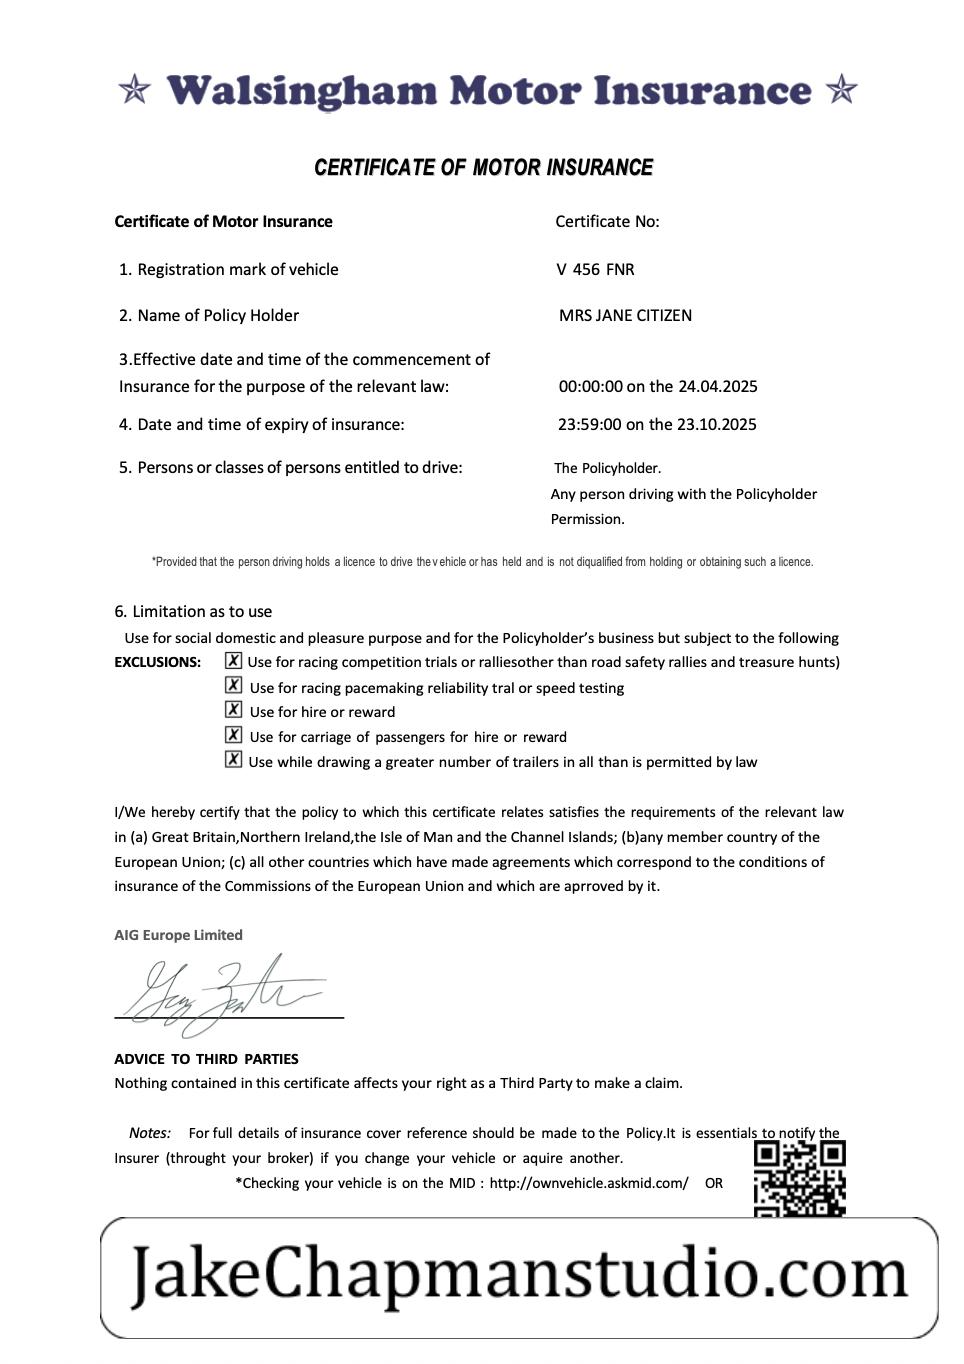 Walsingham Motor Insurance
CERTIFICATE OF MOTOR INSURANCE
Certificate of Motor Insurance Certificate No:
1. Registration mark of vehicle V 456 FNR
2. Name of Policy Holder MRS JANE CITIZEN
3.Effective date and time of the commencement of
Insurance for the purpose of the relevant law: 00:00:00 on the 24.04.2025
4. Date and time of expiry of insurance: 23:59:00 on the 23.10.2025
5. Persons or classes of persons entitled to drive: The Policyholder.
Any person driving with the Policyholder
Permission.
*Provided that the person driving holds a licence to drive thev ehicle or has held and is not diqualified from holding or obtaining such a licence.
6. Limitation as to use
Use for social domestic and pleasure purpose and for the Policyholder’s business but subject to the following
EXCLUSIONS: X Use for racing competition trials or ralliesother than road safety rallies and treasure hunts)
X Use for racing pacemaking reliability tral or speed testing
X Use for hire or reward
X Use for carriage of passengers for hire or reward
X Use while drawing a greater number of trailers in all than is permitted by law
I/We hereby certify that the policy to which this certificate relates satisfies the requirements of the relevant law
in (a) Great Britain,Northern Ireland,the Isle of Man and the Channel Islands; (b)any member country of the
European Union; (c) all other countries which have made agreements which correspond to the conditions of
insurance of the Commissions of the European Union and which are aprroved by it.
AIG Europe Limited
ADVICE TO THIRD PARTIES
Nothing contained in this certificate affects your right as a Third Party to make a claim.
Notes: For full details of insurance cover reference should be made to the Policy.It is essentials to notify the
Insurer (throught your broker) if you change your vehicle or aquire another.
*Checking your vehicle is on the MID : http://ownvehicle.askmid.com/ OR
JakeChapmanstudio.com